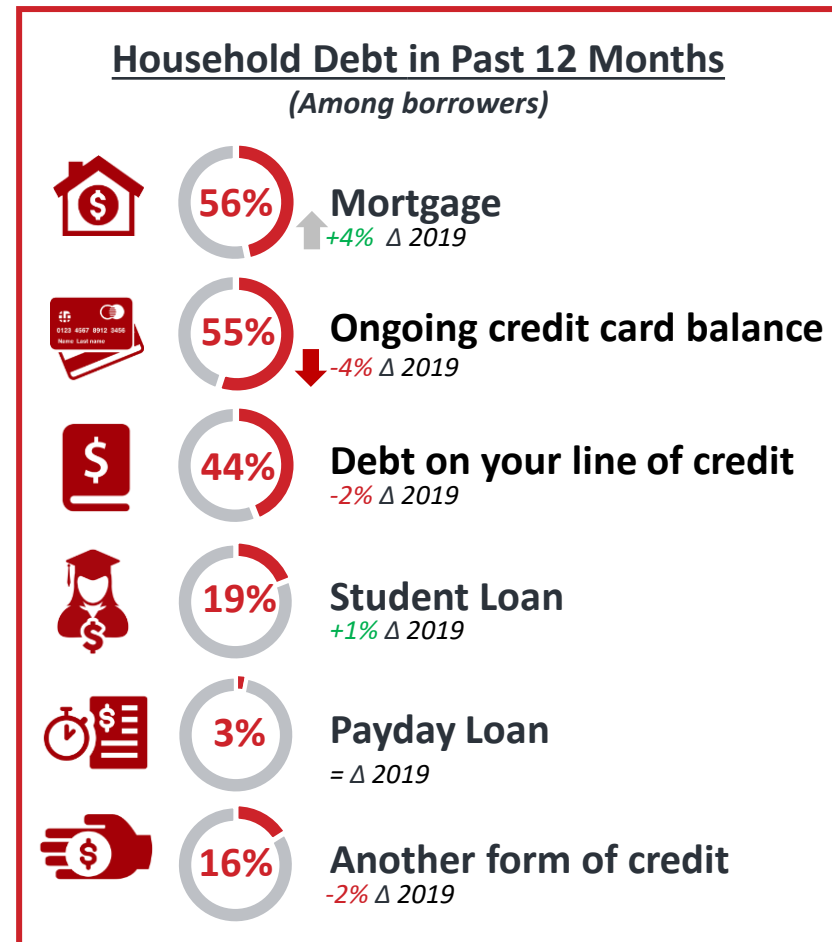 Household Debt in Past 12 Months
(Among borrowers)
$
56%
Mortgage
+4% Δ 2019
0123 4567 8912 3456
Name Last name
55%
Ongoing credit card balance
-4% Δ 2019
$
44%
Debt on your line of credit
-2% Δ 2019
$
19%
Student Loan
+1% Δ 2019
$
3%
Payday Loan
= Δ 2019
$
16%
Another form of credit
-2% Δ 2019